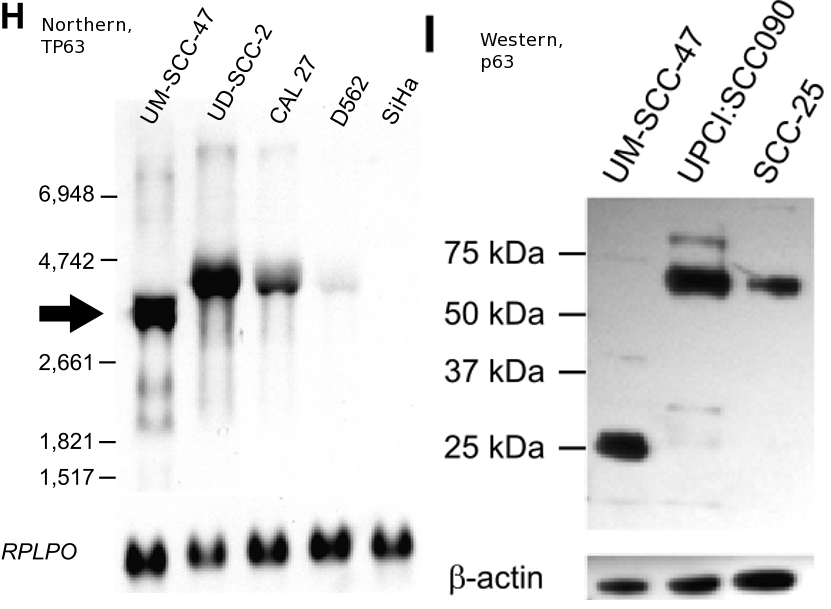 H
Northern,
TP63
UM-SCC-47
UD-SCC-2
CAL 27
D562
SiHa
6,948
4,742
2,661
1,821
1,517
RPLPO
I
Western,
p63
UM-SCC-47
UPCI:SCC090
SCC-25
75 kDa
50 kDa
37 kDa
25 kDa
β-actin